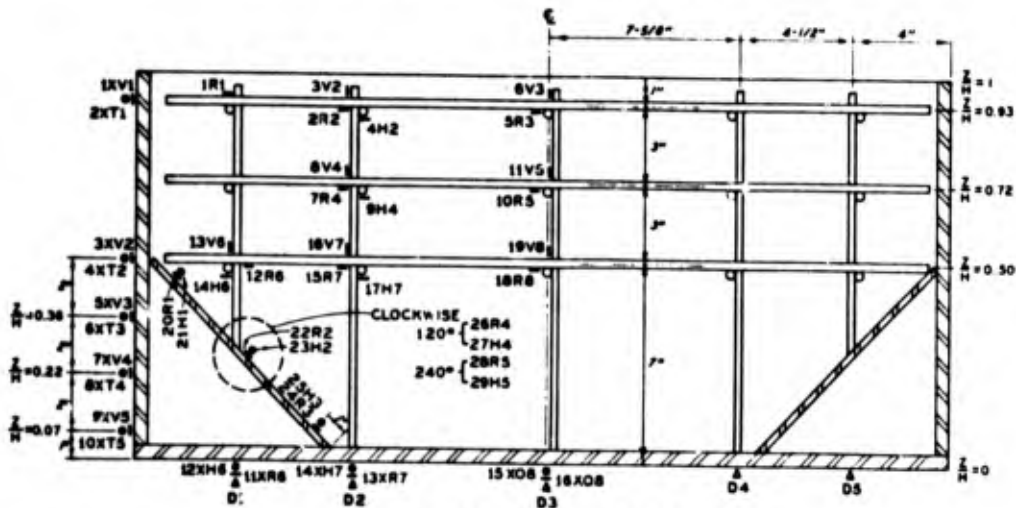 ℄
7-5/8" 4-1/2" 4"
1XV1 1R1 3V2 6V3 1" Z/H = 1
2XT1 2R2 4H2 5R3 Z/H = 0.93
8V4 11V5 3"
7R4 9H4 10R5 Z/H = 0.72
3"
3XV2 13V6 16V7 19V8
4XT2 14H6 12R6 15R7 17H7 18R8 Z/H = 0.50
2" 20R1 21H1
5XV3 Z/H = 0.36 CLOCKWISE
6XT3 22R2 120° 26R4
2" 23H2 27H4
7XV4 Z/H = 0.22 240° 28R5 7"
8XT4 29H5
2" 25H3
24R3
9XV5 Z/H = 0.07
10XT5 1"
12XH6 11XR6 14XH7 13XR7 15XO8 16XO8 Z/H = 0
D1 D2 D3 D4 D5